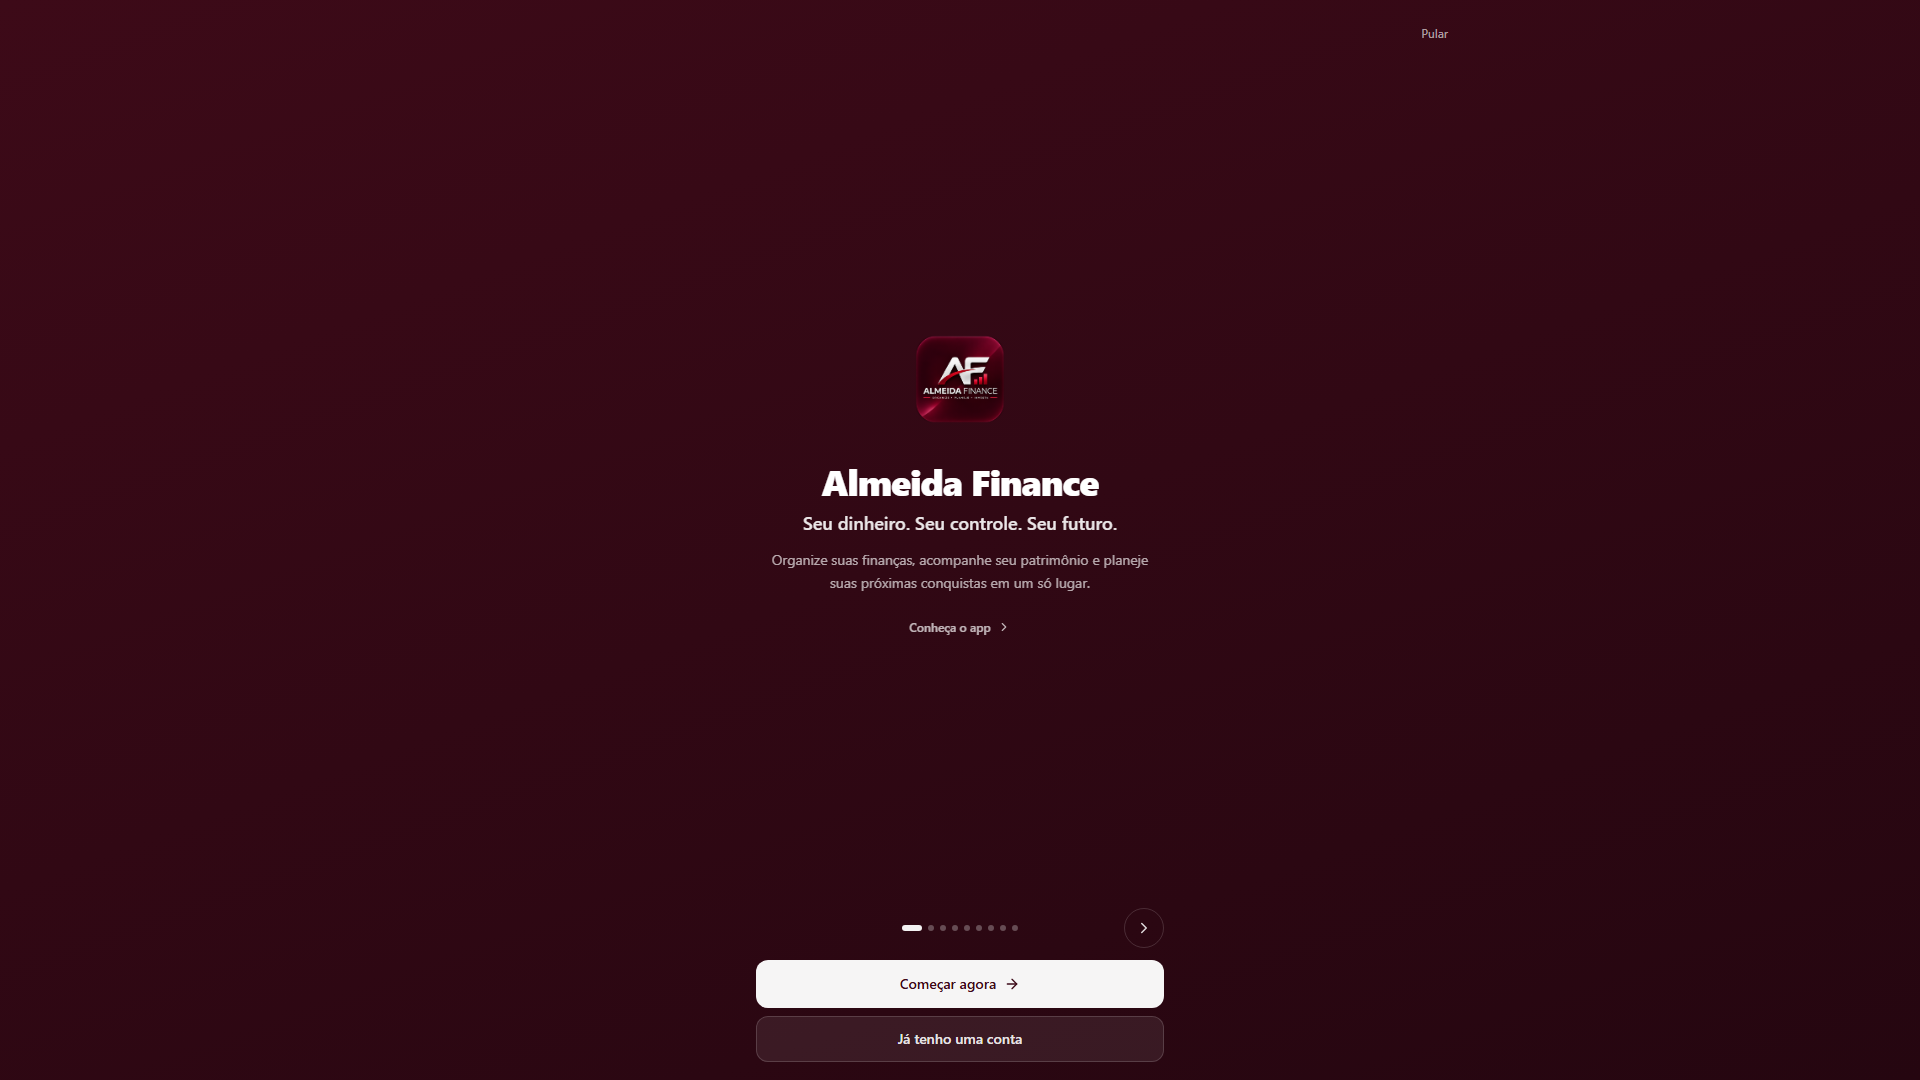 Pular
AF
ALMEIDA FINANCE
Almeida Finance
Seu dinheiro. Seu controle. Seu futuro.
Organize suas finanças, acompanhe seu patrimônio e planeje
suas próximas conquistas em um só lugar.
Conheça o app
Começar agora
Já tenho uma conta